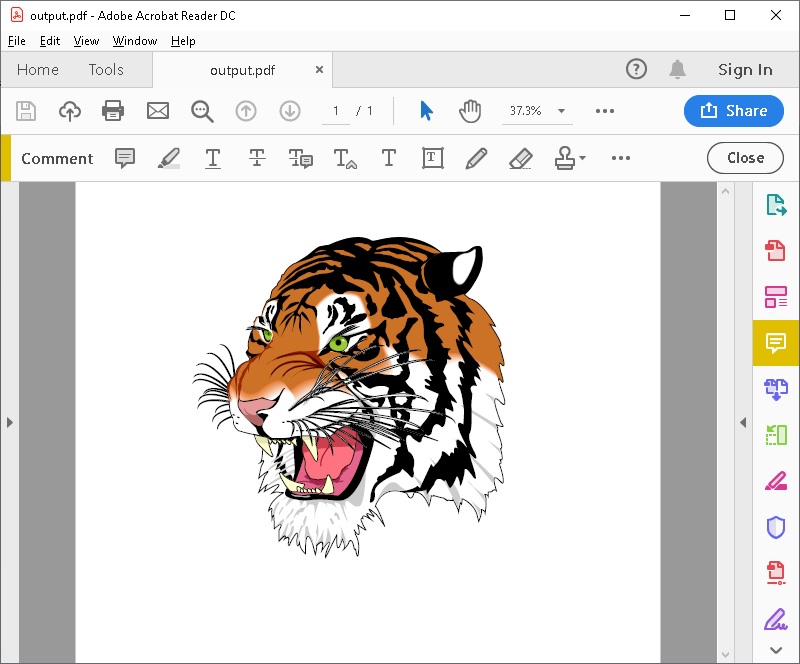 output.pdf - Adobe Acrobat Reader DC
File Edit View Window Help
Home Tools output.pdf × ? Sign In
1 / 1 37.3% Share
Comment T T T T T T Close